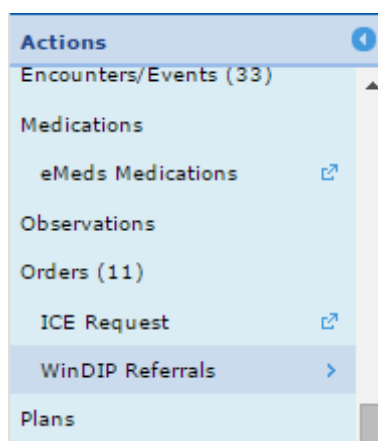 Actions
Encounters/Events (33)
Medications
eMeds Medications
Observations
Orders (11)
ICE Request
WinDIP Referrals
Plans